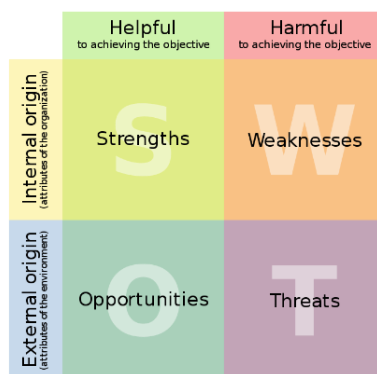 Helpful
to achieving the objective
Harmful
to achieving the objective
Internal origin
(attributes of the organization)
S
Strengths
W
Weaknesses
External origin
(attributes of the environment)
O
Opportunities
T
Threats